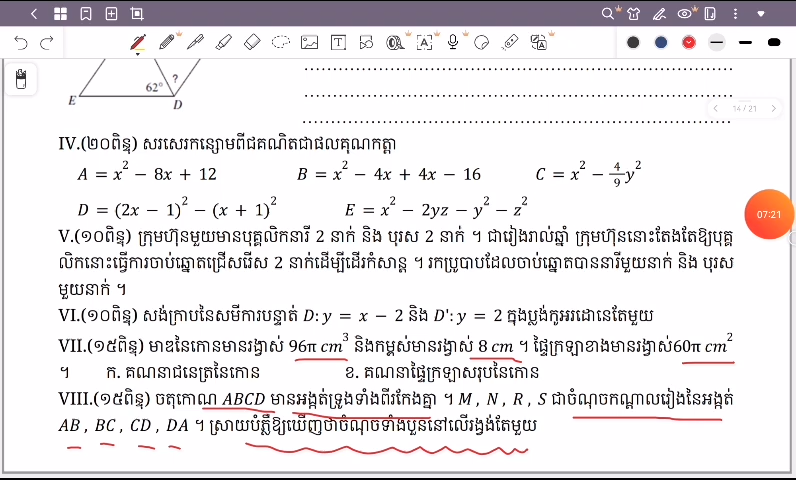 62°
?
E
D
14 / 21
07:21
IV.(២០ពិន្ទុ) សរសេរកន្សោមពីជគណិតជាផលគុណកត្តា
A = x² − 8x + 12 B = x² − 4x + 4x − 16 C = x² − 4/9 y²
D = (2x − 1)² − (x + 1)² E = x² − 2yz − y² − z²
V.(១០ពិន្ទុ) ក្រុមហ៊ុនមួយមានបុគ្គលិកនារី 2 នាក់ និង បុរស 2 នាក់ ។ ជារៀងរាល់ឆ្នាំ ក្រុមហ៊ុននោះតែងតែឱ្យបុគ្គ
លិកនោះធ្វើការចាប់ឆ្នោតជ្រើសរើស 2 នាក់ដើម្បីដើរកំសាន្ត ។ រកប្រូបាបដែលចាប់ឆ្នោតបាននារីមួយនាក់ និង បុរស
មួយនាក់ ។
VI.(១០ពិន្ទុ) សង់ក្រាបនៃសមីការបន្ទាត់ D: y = x − 2 និង D': y = 2 ក្នុងប្លង់កូអរដោនេតែមួយ
VII.(១៥ពិន្ទុ) មាឌនៃកោនមានរង្វាស់ 96π cm³ និងកម្ពស់មានរង្វាស់ 8 cm ។ ផ្ទៃក្រឡាខាងមានរង្វាស់60π cm²
។ ក. គណនាជនេត្រនៃកោន ខ. គណនាផ្ទៃក្រឡាសរុបនៃកោន
VIII.(១៥ពិន្ទុ) ចតុកោណ ABCD មានអង្កត់ទ្រូងទាំងពីរកែងគ្នា ។ M , N , R , S ជាចំណុចកណ្តាលរៀងនៃអង្កត់
AB , BC , CD , DA ។ ស្រាយបំភ្លឺឱ្យឃើញថាចំណុចទាំងបួននៅលើរង្វង់តែមួយ